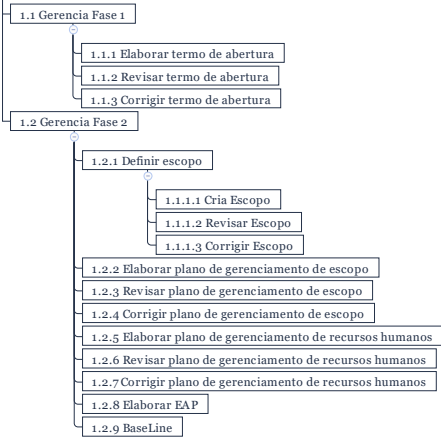 1.1 Gerencia Fase 1
1.1.1 Elaborar termo de abertura
1.1.2 Revisar termo de abertura
1.1.3 Corrigir termo de abertura
1.2 Gerencia Fase 2
1.2.1 Definir escopo
1.1.1.1 Cria Escopo
1.1.1.2 Revisar Escopo
1.1.1.3 Corrigir Escopo
1.2.2 Elaborar plano de gerenciamento de escopo
1.2.3 Revisar plano de gerenciamento de escopo
1.2.4 Corrigir plano de gerenciamento de escopo
1.2.5 Elaborar plano de gerenciamento de recursos humanos
1.2.6 Revisar plano de gerenciamento de recursos humanos
1.2.7 Corrigir plano de gerenciamento de recursos humanos
1.2.8 Elaborar EAP
1.2.9 BaseLine